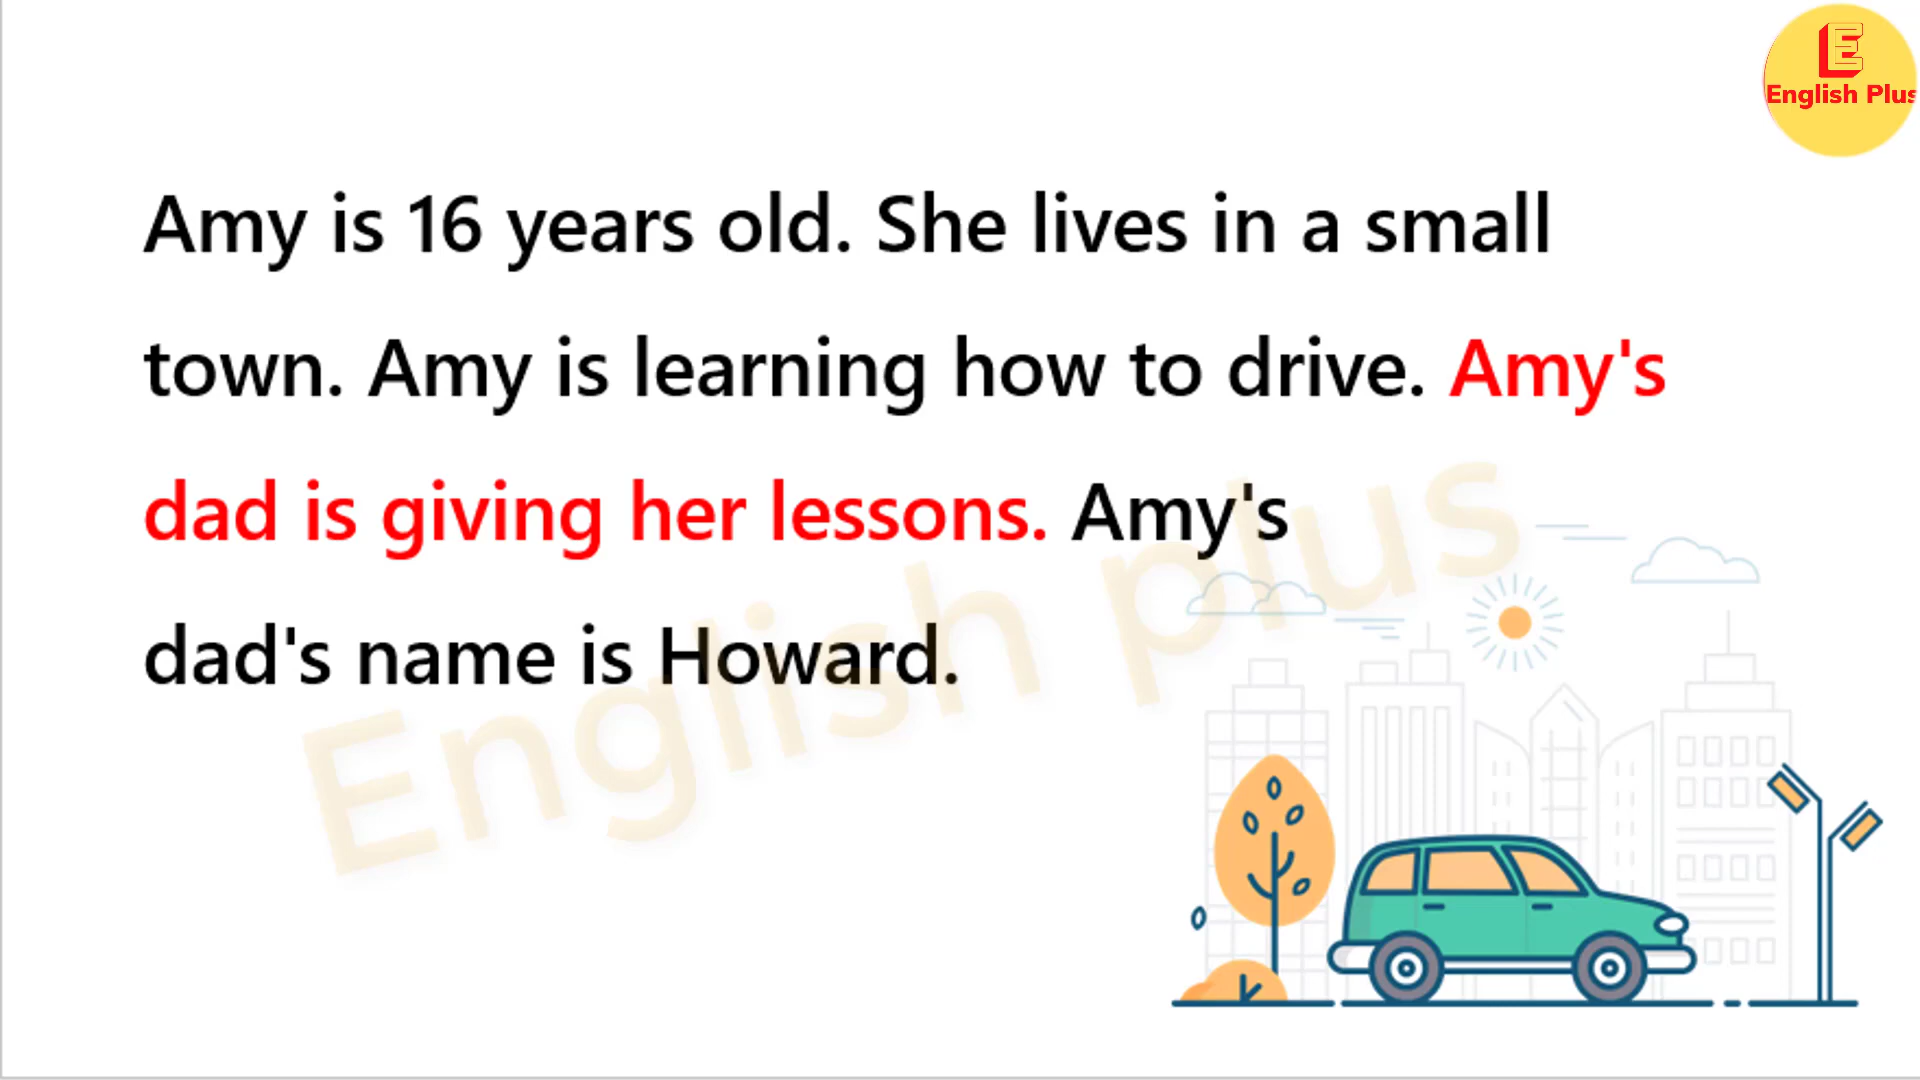 E
English Plus
Amy is 16 years old. She lives in a small
town. Amy is learning how to drive. Amy's
dad is giving her lessons. Amy's
dad's name is Howard.
English plus